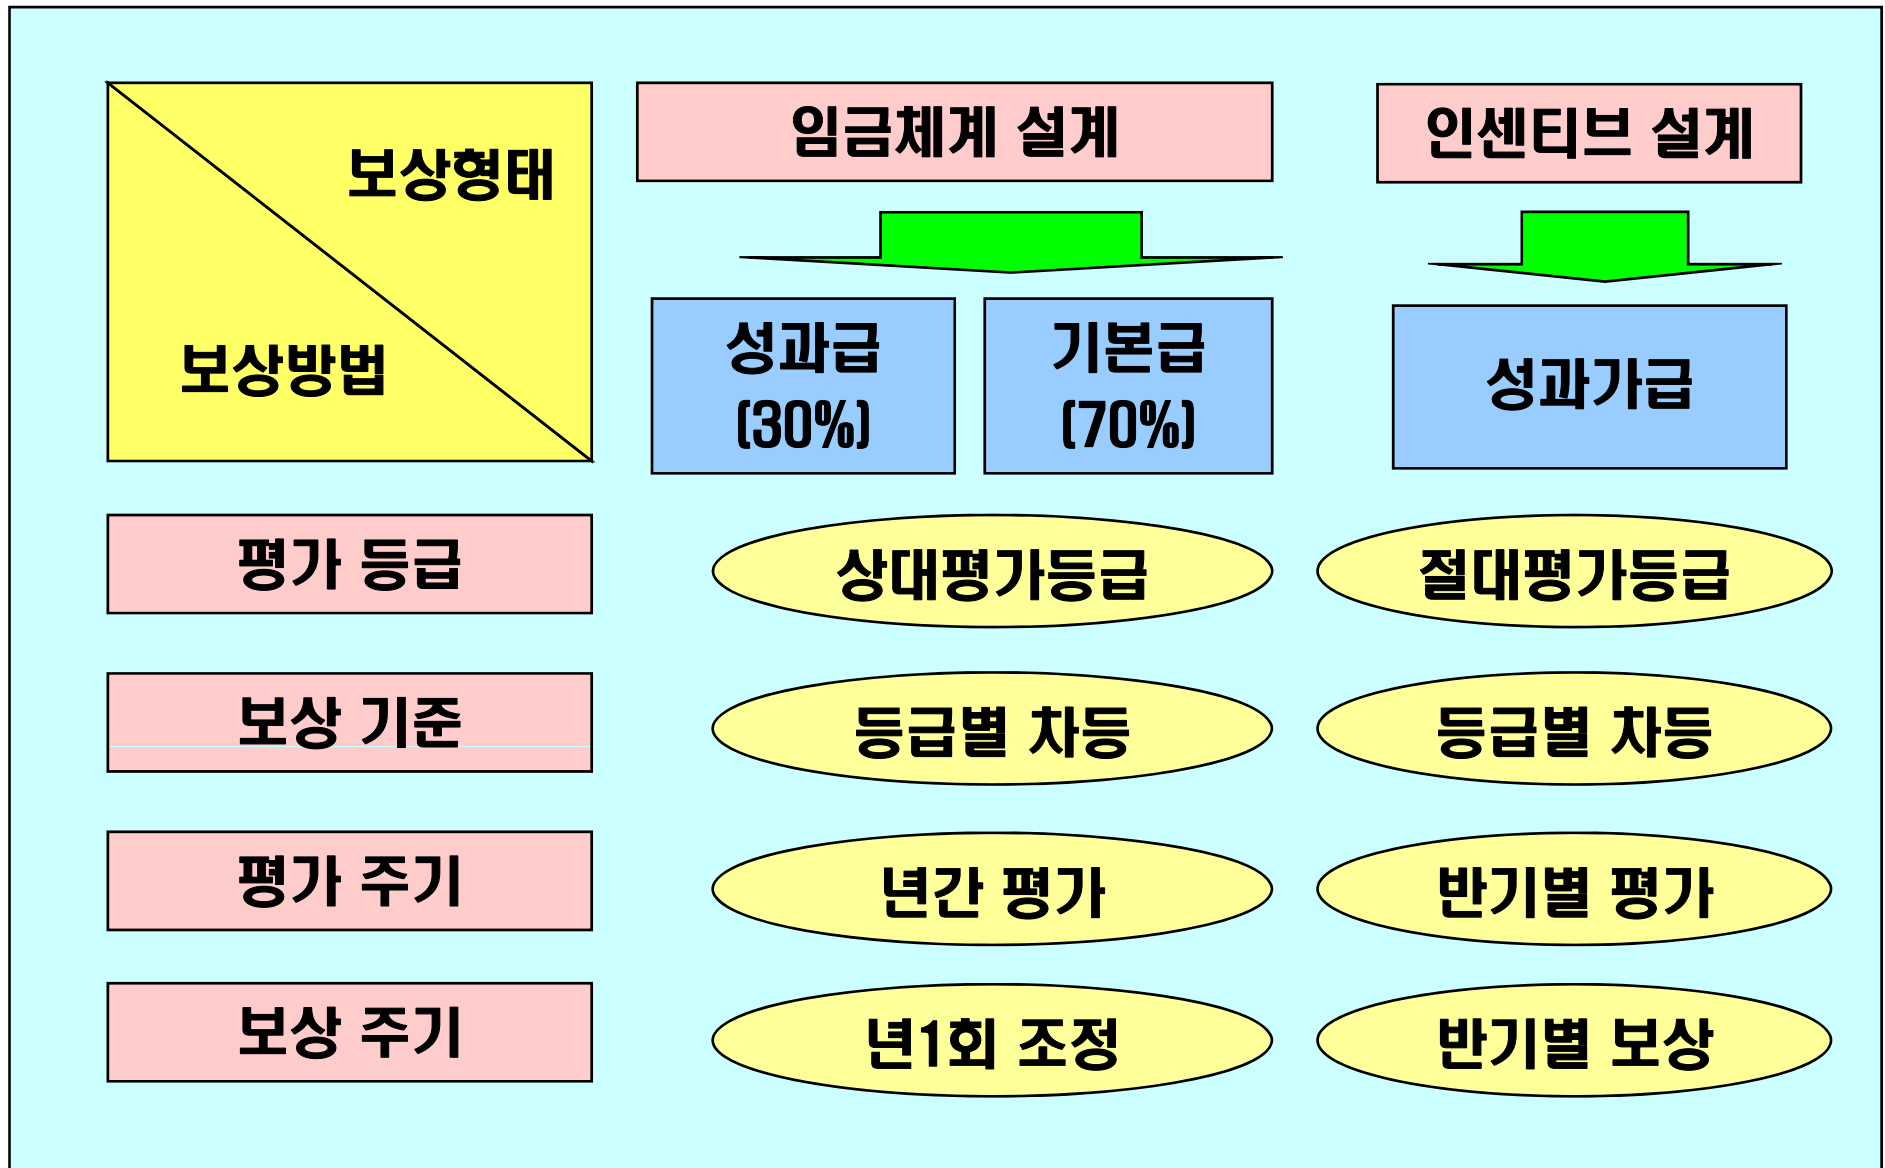 보상형태
보상방법
임금체계 설계
인센티브 설계
성과급
(30%)
기본급
(70%)
성과가급
평가 등급
상대평가등급
절대평가등급
보상 기준
등급별 차등
등급별 차등
평가 주기
년간 평가
반기별 평가
보상 주기
년1회 조정
반기별 보상